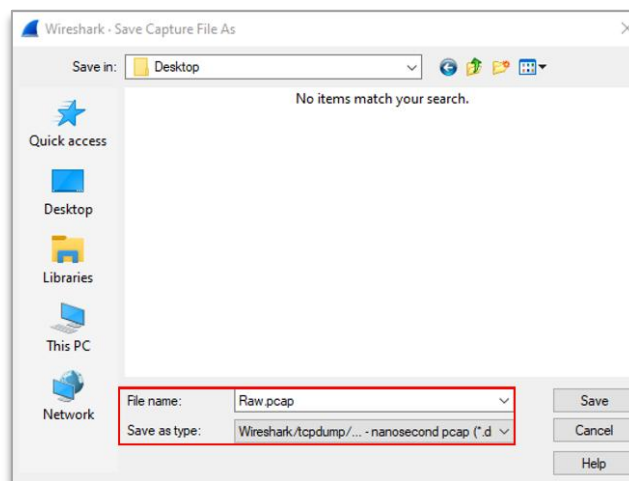 Wireshark - Save Capture File As
Save in:
Desktop
No items match your search.
Quick access
Desktop
Libraries
This PC
Network
File name:
Raw.pcap
Save
Save as type:
Wireshark/tcpdump/... - nanosecond pcap (*.d
Cancel
Help